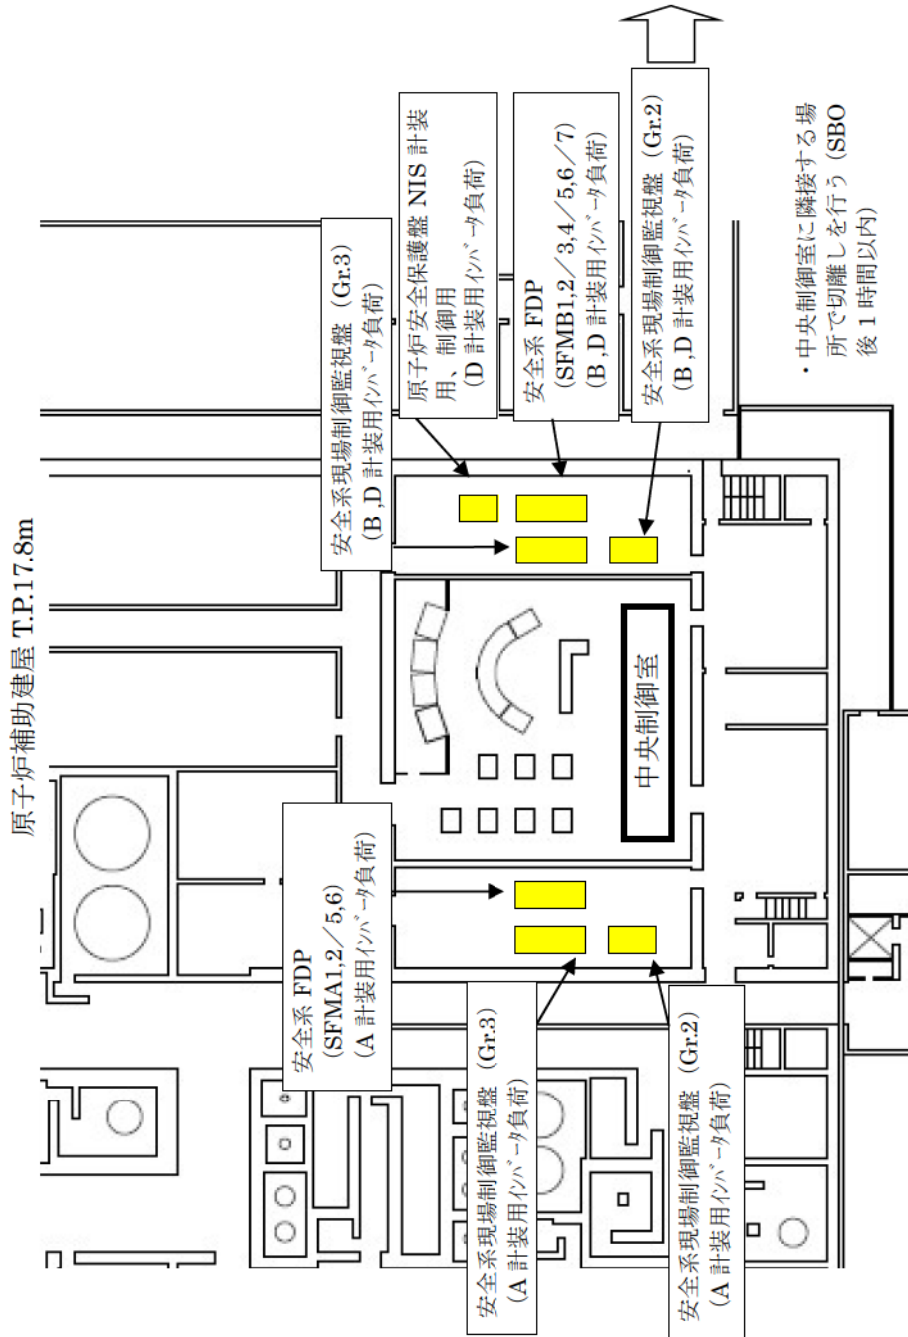 原子炉補助建屋 T.P.17.8m
安全系 FDP
(SFMA1,2／5,6)
(A 計装用インバータ負荷)
安全系現場制御監視盤 (Gr.3)
(B ,D 計装用インバータ負荷)
原子炉安全保護盤 NIS 計装
用、制御用
(D 計装用インバータ負荷)
安全系 FDP
(SFMB1,2／3,4／5,6／7)
(B ,D 計装用インバータ負荷)
安全系現場制御監視盤 (Gr.2)
(B ,D 計装用インバータ負荷)
安全系現場制御監視盤 (Gr.3)
(A 計装用インバータ負荷)
安全系現場制御監視盤 (Gr.2)
(A 計装用インバータ負荷)
中央制御室
・中央制御室に隣接する場
所で切離しを行う (SBO
後 1 時間以内)